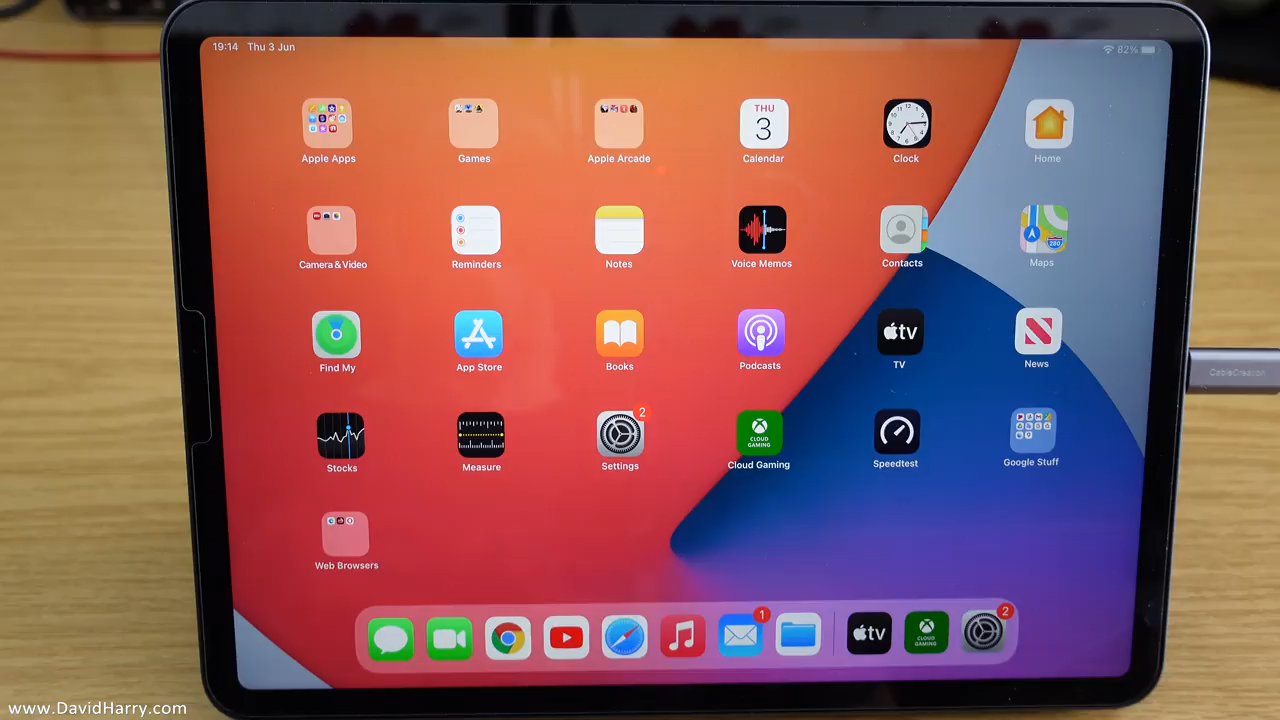 19:14 Thu 3 Jun
82%
Apple Apps
Games
Apple Arcade
THU
3
Calendar
12
Clock
Home
Camera & Video
Reminders
Notes
Voice Memos
Contacts
280
Maps
Find My
App Store
Books
Podcasts
tv
TV
News
CableCreation
Stocks
Measure
2
Settings
CLOUD
GAMING
Cloud Gaming
Speedtest
Google Stuff
Web Browsers
1
tv
CLOUD
GAMING
2
www.DavidHarry.com